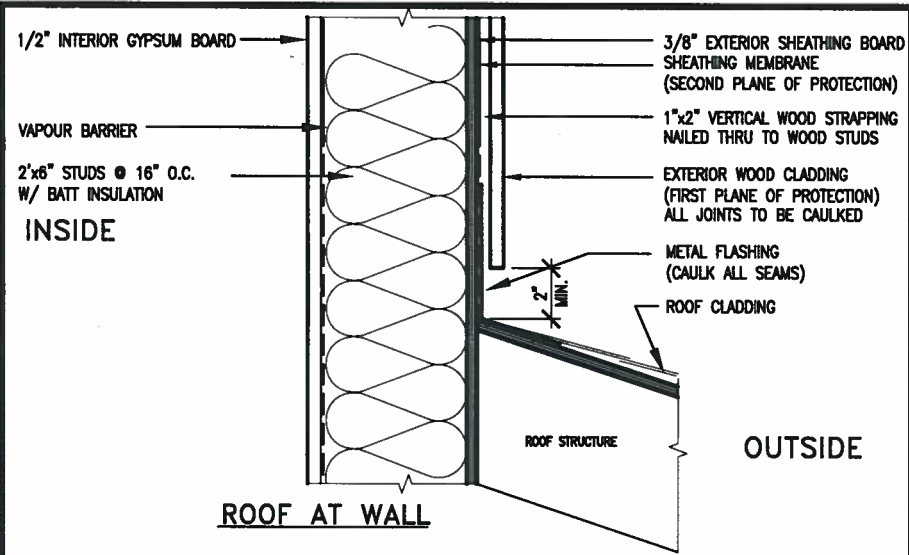 1/2" INTERIOR GYPSUM BOARD
VAPOUR BARRIER
2'x6" STUDS @ 16" O.C.
W/ BATT INSULATION
INSIDE
3/8" EXTERIOR SHEATHING BOARD
SHEATHING MEMBRANE
(SECOND PLANE OF PROTECTION)
1"x2" VERTICAL WOOD STRAPPING
NAILED THRU TO WOOD STUDS
EXTERIOR WOOD CLADDING
(FIRST PLANE OF PROTECTION)
ALL JOINTS TO BE CAULKED
METAL FLASHING
(CAULK ALL SEAMS)
2"
MIN.
ROOF CLADDING
ROOF STRUCTURE
OUTSIDE
ROOF AT WALL